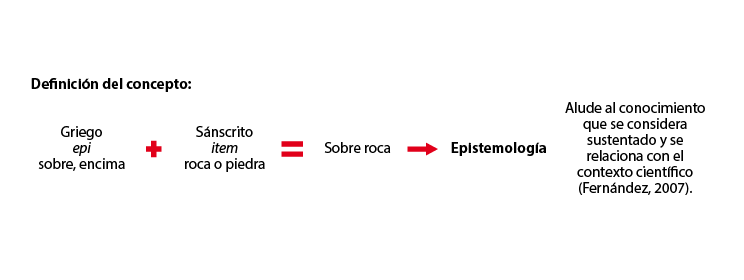 Definición del concepto:
Griego
epi
sobre, encima
Sánscrito
item
roca o piedra
Sobre roca
Epistemología
Alude al conocimiento
que se considera
sustentado y se
relaciona con el
contexto científico
(Fernández, 2007).